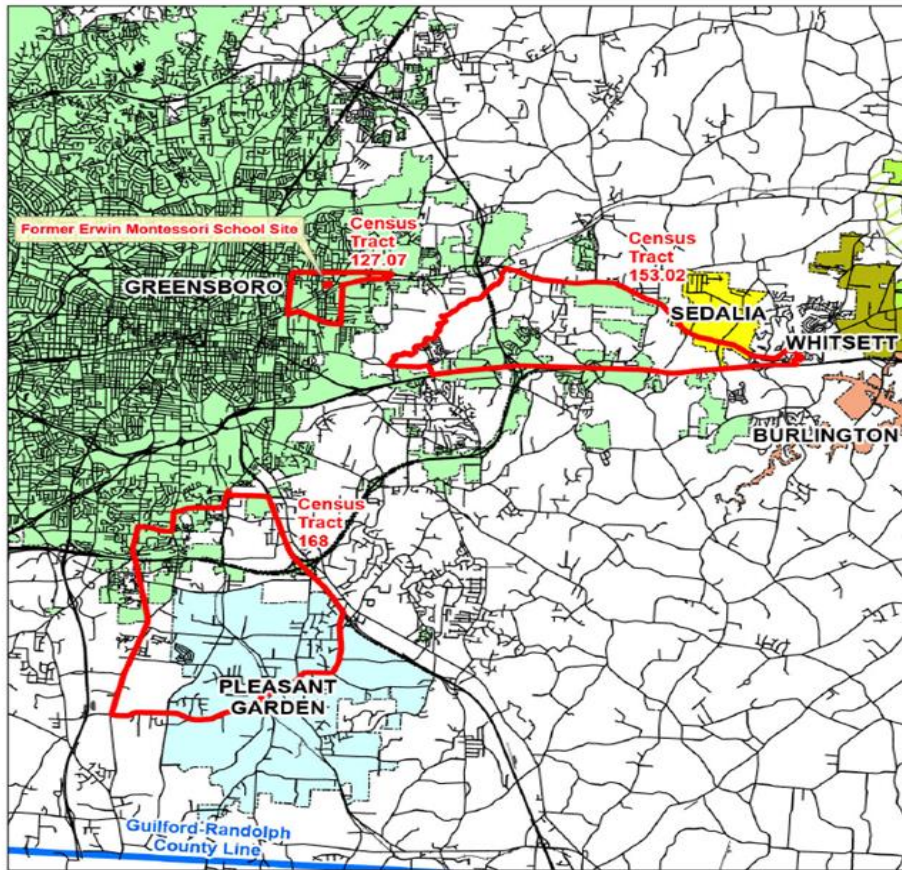 Former Erwin Montessori School Site
Census
Tract
127.07
GREENSBORO
Census
Tract
153.02
SEDALIA
WHITSETT
BURLINGTON
Census
Tract
168
PLEASANT
GARDEN
Guilford-Randolph
County Line